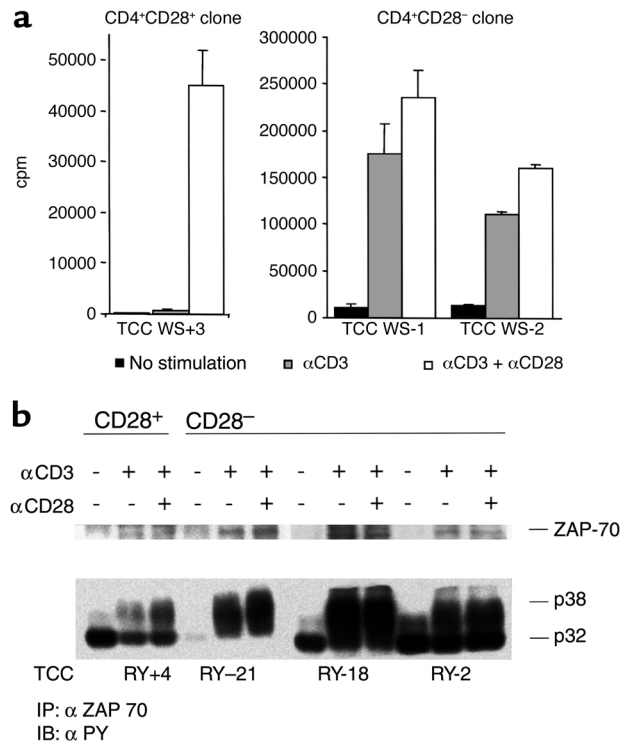 a
CD4+CD28+ clone
CD4+CD28– clone
cpm
50000
40000
30000
20000
10000
0
TCC WS+3
300000
250000
200000
150000
100000
50000
0
TCC WS-1 TCC WS-2
No stimulation αCD3 αCD3 + αCD28
b
CD28+ CD28–
αCD3 - + + - + + - + + - + +
αCD28 - - + - - + - - + - - +
ZAP-70
p38
p32
TCC RY+4 RY–21 RY-18 RY-2
IP: α ZAP 70
IB: α PY